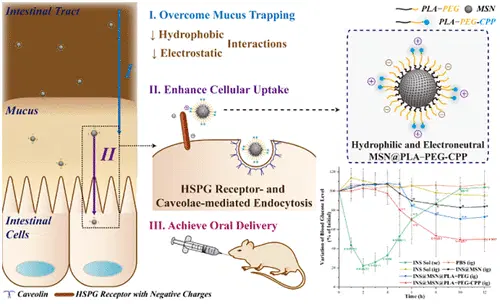 Intestinal Tract
I
Mucus
II
Intestinal
Cells
Caveolin
HSPG Receptor with Negative Charges
I. Overcome Mucus Trapping
↓ Hydrophobic
↓ Electrostatic
Interactions
II. Enhance Cellular Uptake
HSPG Receptor- and
Caveolae-mediated Endocytosis
III. Achieve Oral Delivery
PLA-PEG
MSN
PLA-PEG-CPP
Hydrophilic and Electroneutral
MSN@PLA-PEG-CPP
Variation of Blood Glucose Level
(% of Initial)
INS Sol (sc)
PBS (ig)
INS Sol (ig)
INS@MSN (ig)
INS@MSN@PLA-PEG (ig)
INS@MSN@PLA-PEG-CPP (ig)
Time (h)